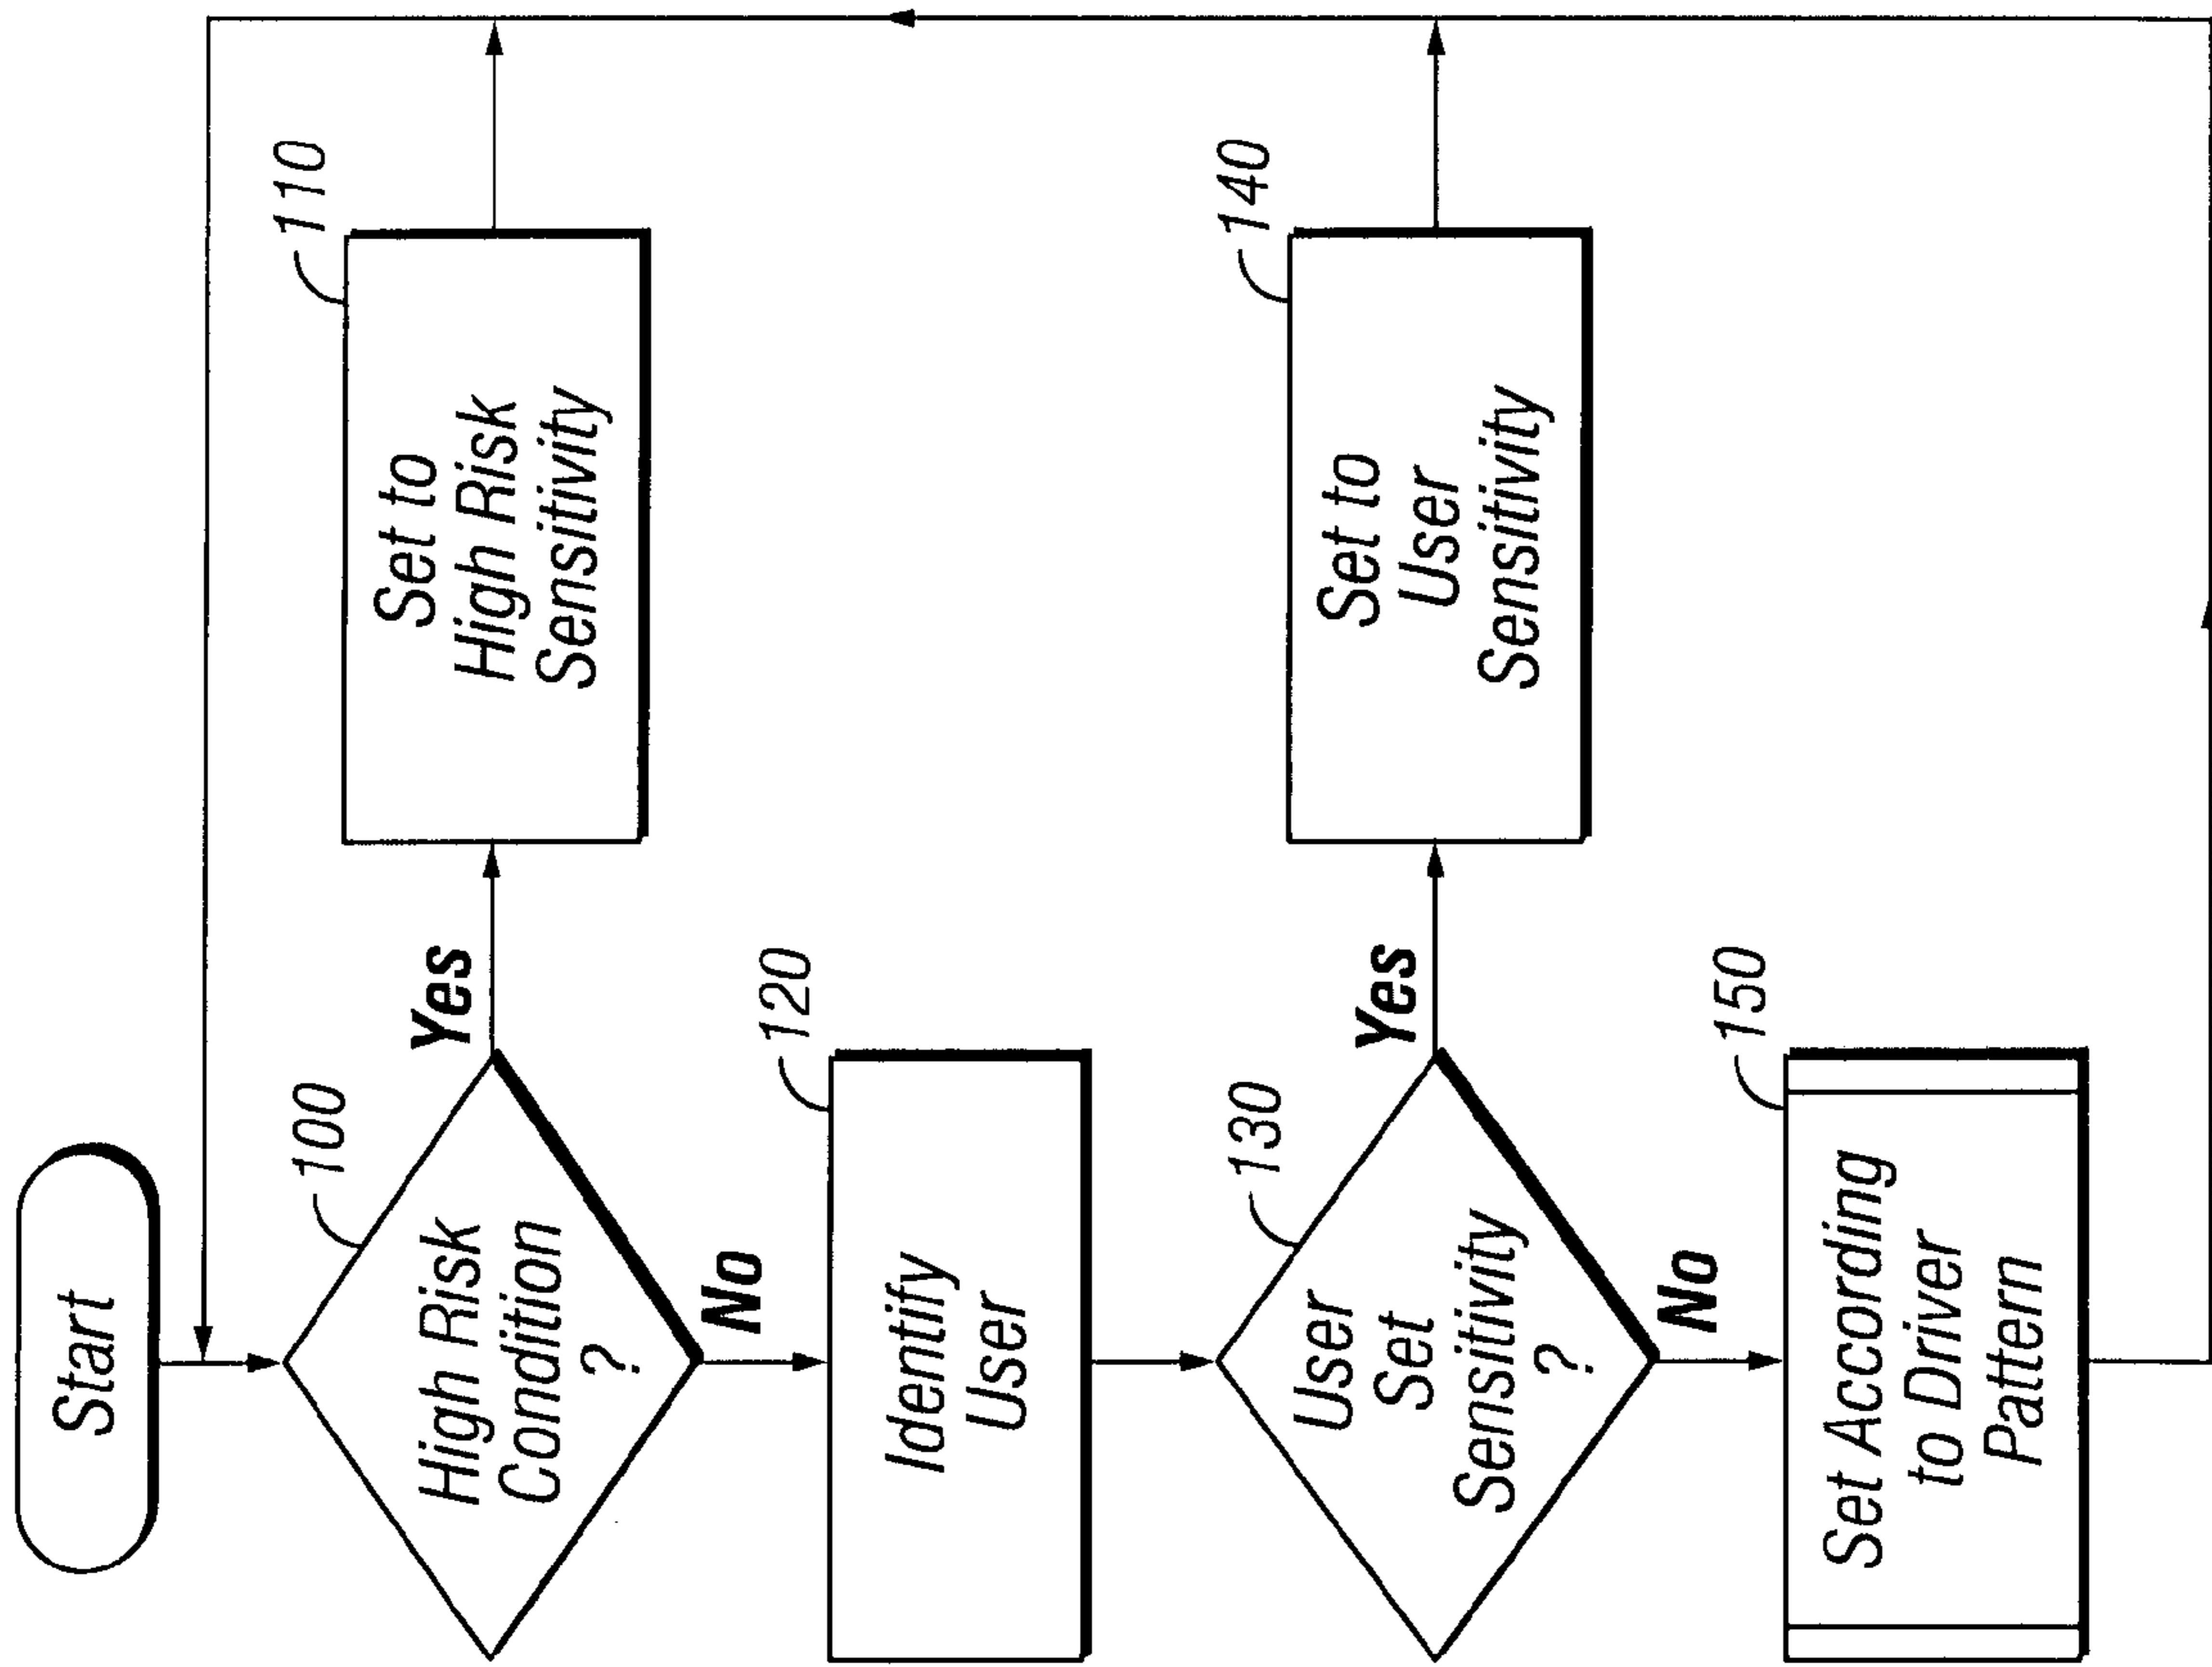 Start
100
High Risk
Condition
?
Yes
110
Set to
High Risk
Sensitivity
No
120
Identify
User
130
User
Set
Sensitivity
?
Yes
140
Set to
User
Sensitivity
No
150
Set According
to Driver
Pattern